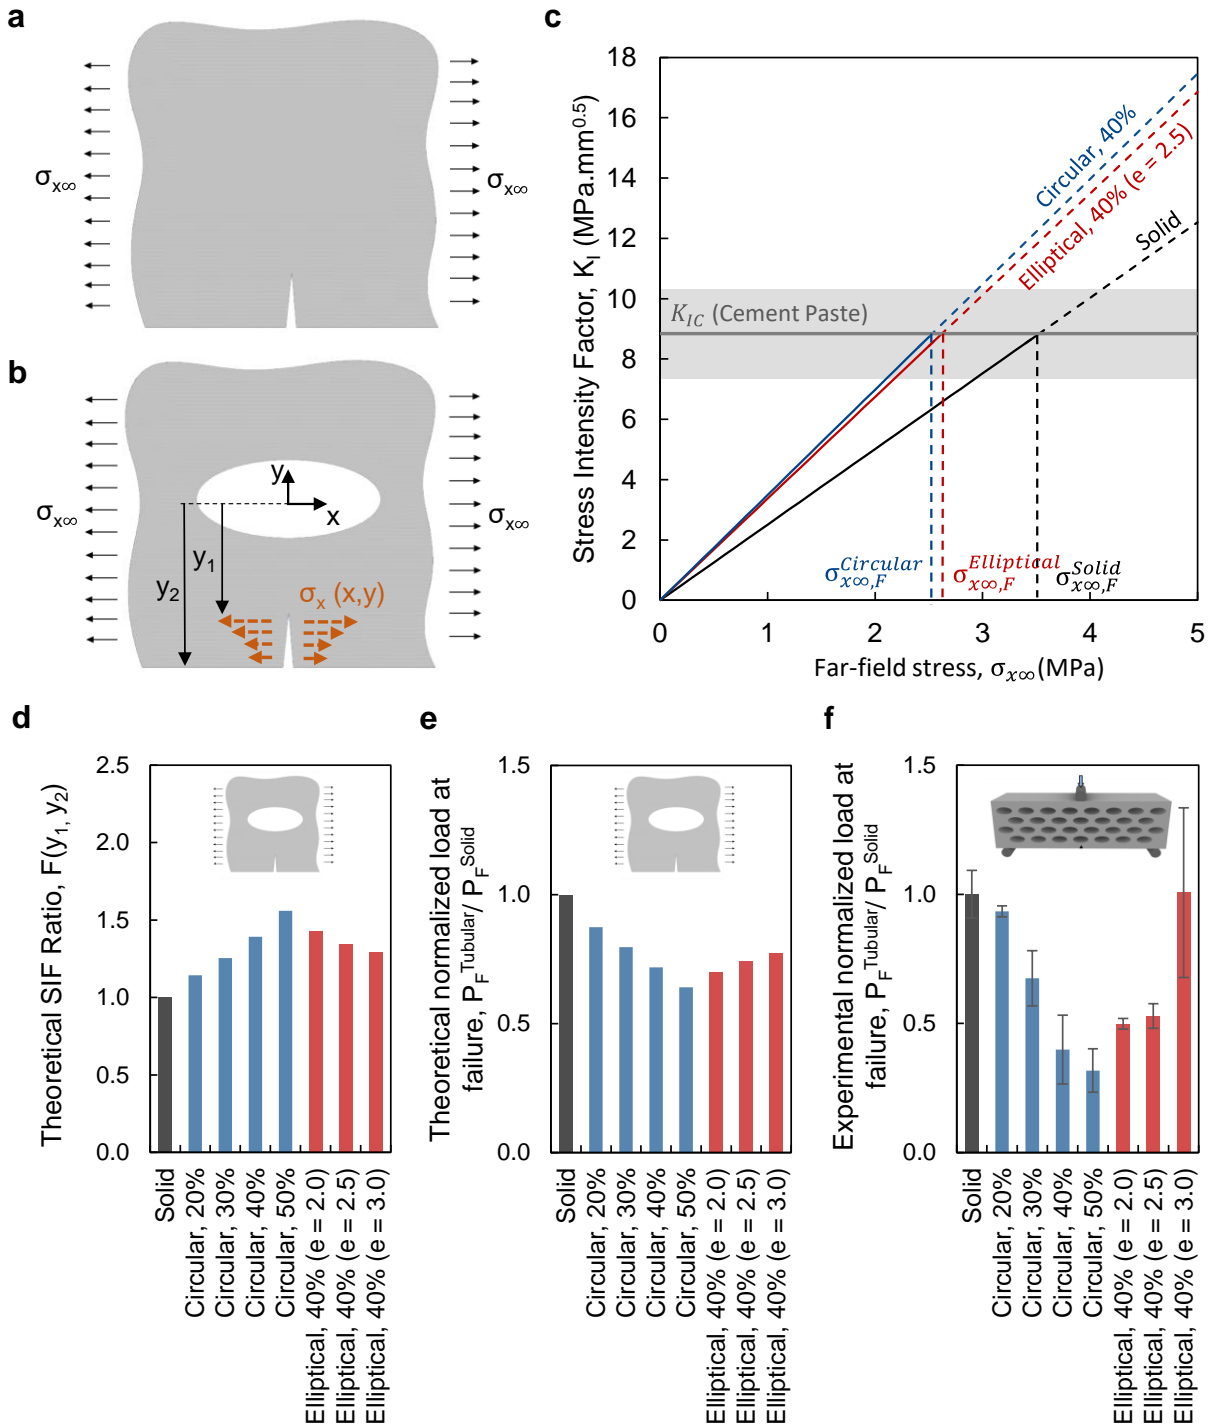 a
σx∞
σx∞
b
σx∞
σx∞
y
x
y1
y2
σx (x,y)
c
Stress Intensity Factor, KI (MPa.mm0.5)
18
16
14
12
10
8
6
4
2
0
0
1
2
3
4
5
Far-field stress, σx∞(MPa)
Circular, 40%
Elliptical, 40% (e = 2.5)
Solid
KIC (Cement Paste)
σx∞,F Circular
σx∞,F Elliptical
σx∞,F Solid
d
Theoretical SIF Ratio, F(y1, y2)
2.5
2.0
1.5
1.0
0.5
0.0
Solid
Circular, 20%
Circular, 30%
Circular, 40%
Circular, 50%
Elliptical, 40% (e = 2.0)
Elliptical, 40% (e = 2.5)
Elliptical, 40% (e = 3.0)
e
Theoretical normalized load at
failure, PF Tubular/ PF Solid
1.5
1.0
0.5
0.0
Solid
Circular, 20%
Circular, 30%
Circular, 40%
Circular, 50%
Elliptical, 40% (e = 2.0)
Elliptical, 40% (e = 2.5)
Elliptical, 40% (e = 3.0)
f
Experimental normalized load at
failure, PF Tubular/ PF Solid
1.5
1.0
0.5
0.0
Solid
Circular, 20%
Circular, 30%
Circular, 40%
Circular, 50%
Elliptical, 40% (e = 2.0)
Elliptical, 40% (e = 2.5)
Elliptical, 40% (e = 3.0)